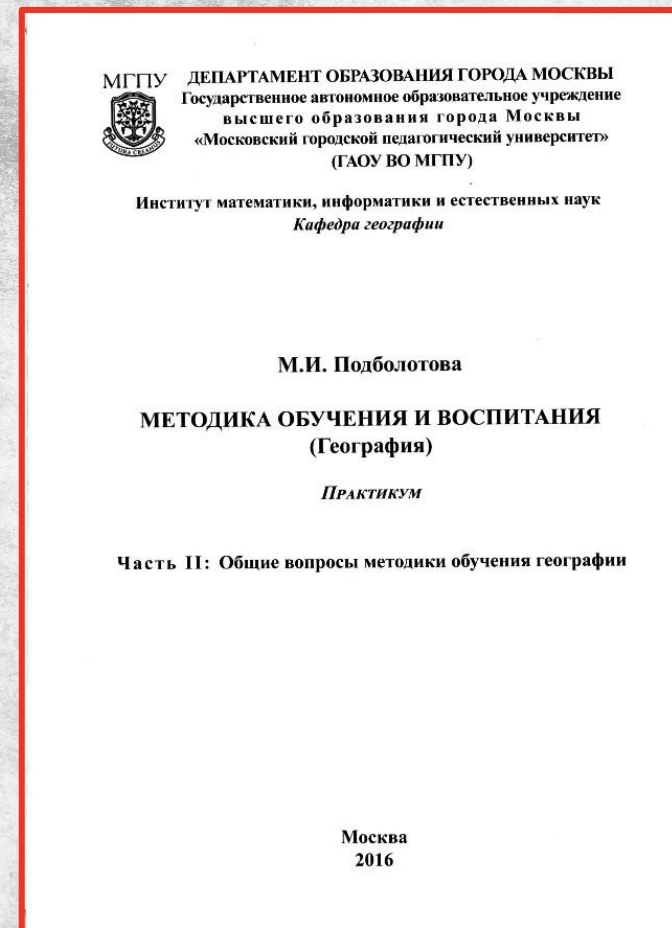 МГПУ
ДЕПАРТАМЕНТ ОБРАЗОВАНИЯ ГОРОДА МОСКВЫ
Государственное автономное образовательное учреждение
высшего образования города Москвы
«Московский городской педагогический университет»
(ГАОУ ВО МГПУ)
Институт математики, информатики и естественных наук
Кафедра географии
М.И. Подболотова
МЕТОДИКА ОБУЧЕНИЯ И ВОСПИТАНИЯ
(География)
ПРАКТИКУМ
Часть II: Общие вопросы методики обучения географии
Москва
2016